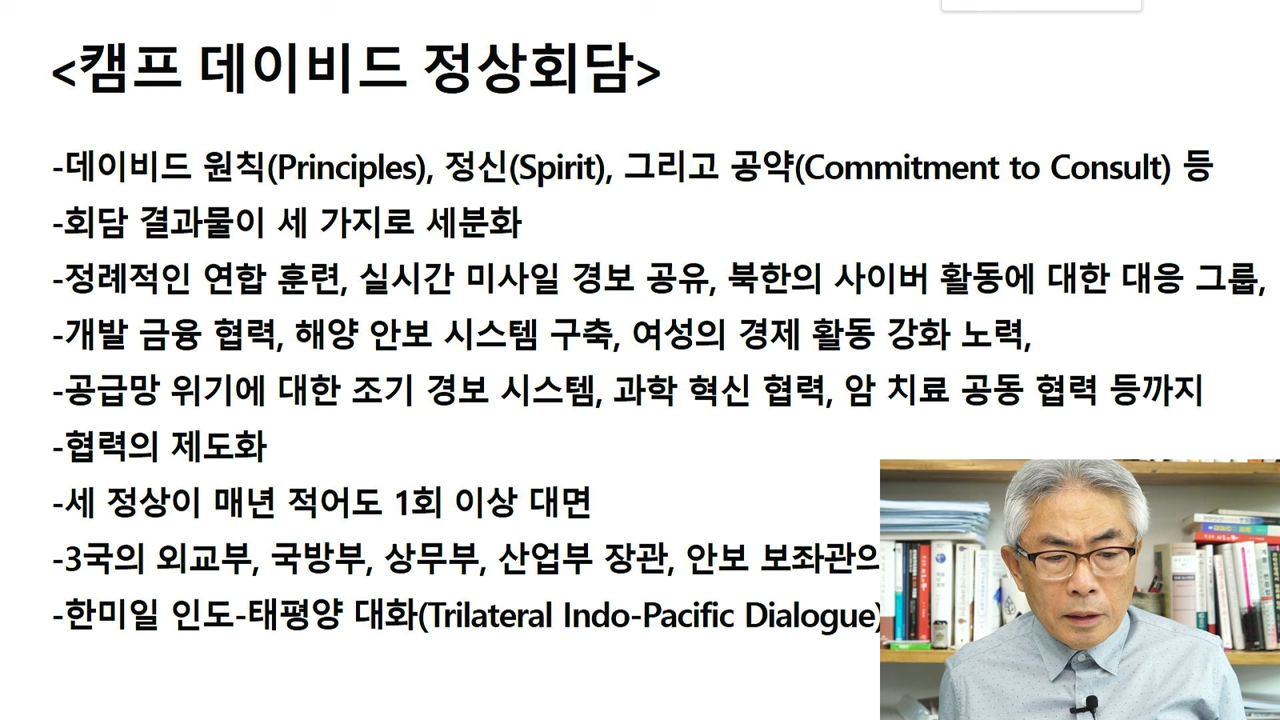 <캠프 데이비드 정상회담>
-데이비드 원칙(Principles), 정신(Spirit), 그리고 공약(Commitment to Consult) 등
-회담 결과물이 세 가지로 세분화
-정례적인 연합 훈련, 실시간 미사일 경보 공유, 북한의 사이버 활동에 대한 대응 그룹,
-개발 금융 협력, 해양 안보 시스템 구축, 여성의 경제 활동 강화 노력,
-공급망 위기에 대한 조기 경보 시스템, 과학 혁신 협력, 암 치료 공동 협력 등까지
-협력의 제도화
-세 정상이 매년 적어도 1회 이상 대면
-3국의 외교부, 국방부, 상무부, 산업부 장관, 안보 보좌관의
-한미일 인도-태평양 대화(Trilateral Indo-Pacific Dialogue)